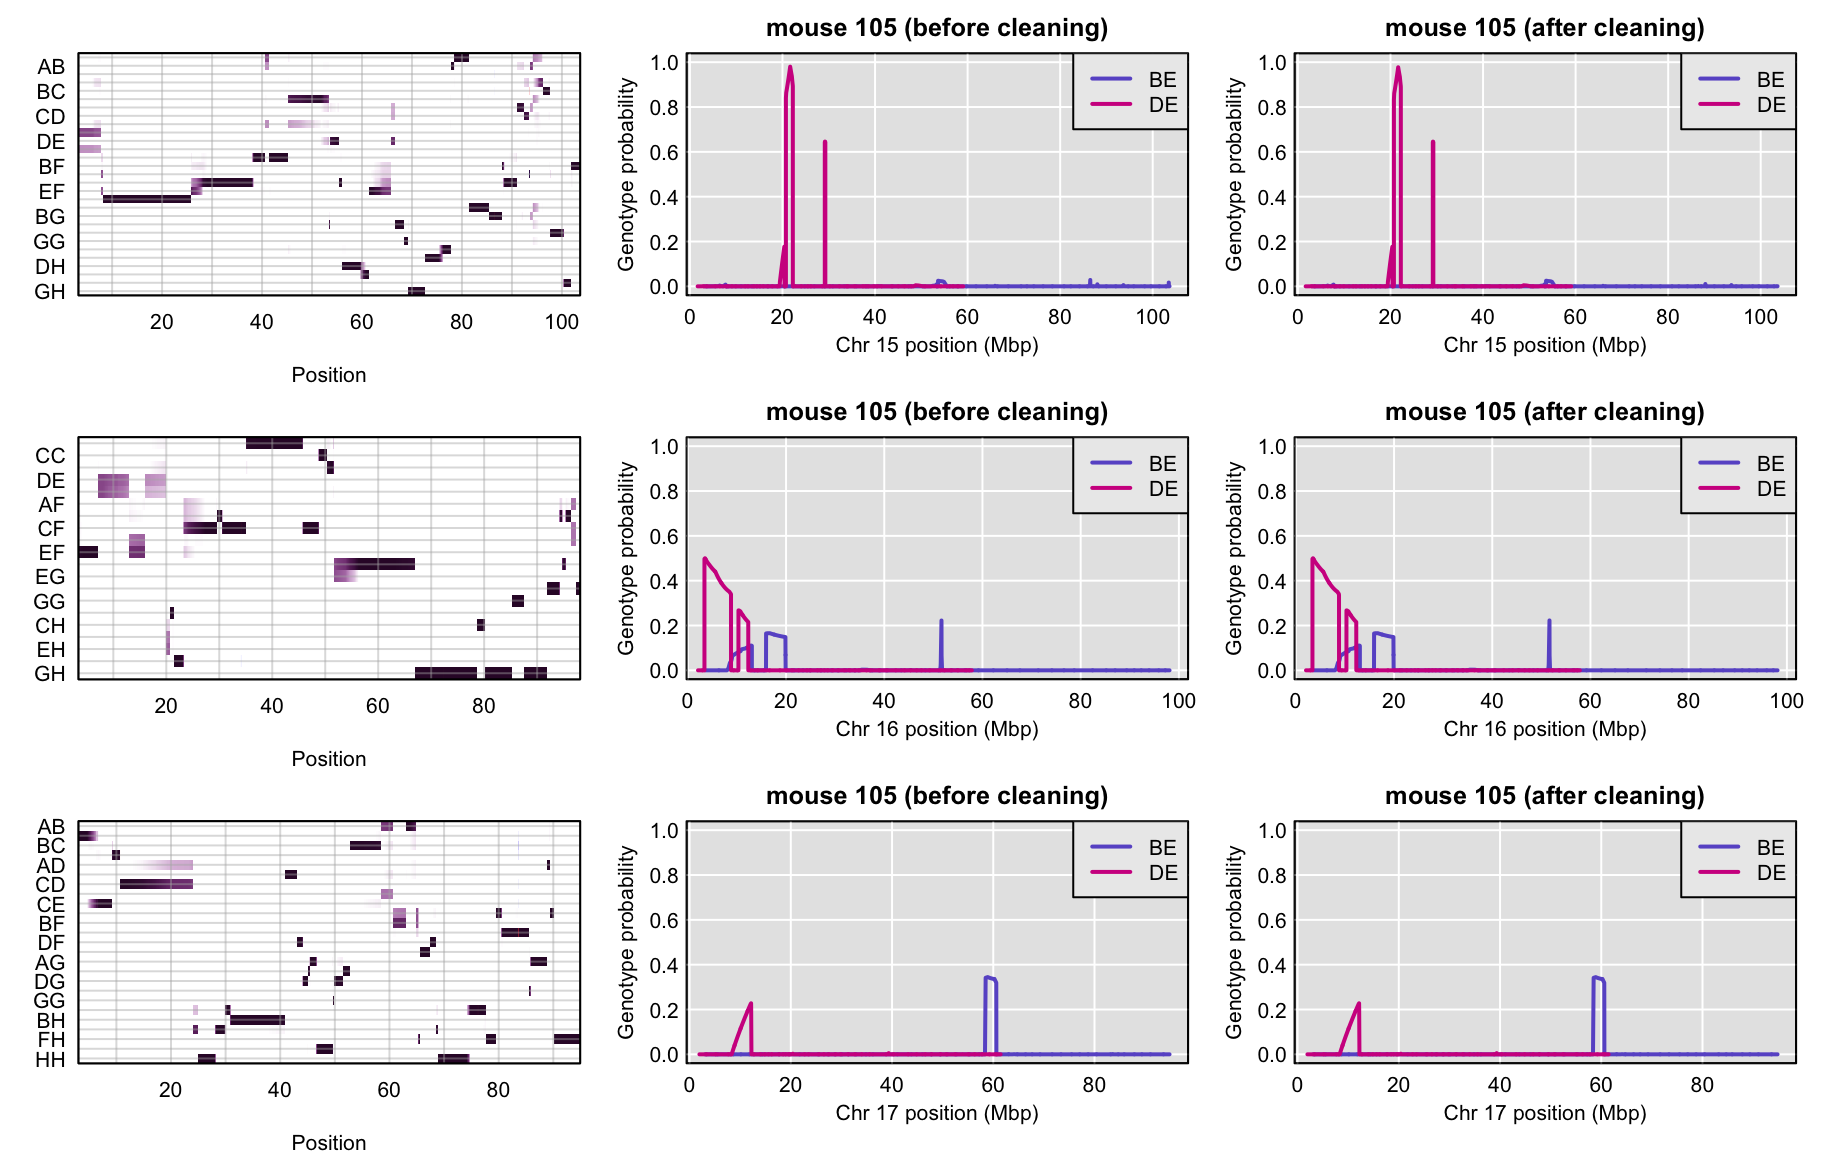 mouse 105 (before cleaning)
mouse 105 (after cleaning)
AB
BC
CD
DE
BF
EF
BG
GG
DH
GH
20 40 60 80 100
Position
Genotype probability
1.0
0.8
0.6
0.4
0.2
0.0
BE
DE
0 20 40 60 80 100
Chr 15 position (Mbp)
Genotype probability
1.0
0.8
0.6
0.4
0.2
0.0
BE
DE
0 20 40 60 80 100
Chr 15 position (Mbp)
mouse 105 (before cleaning)
mouse 105 (after cleaning)
CC
DE
AF
CF
EF
EG
GG
CH
EH
GH
20 40 60 80
Position
Genotype probability
1.0
0.8
0.6
0.4
0.2
0.0
BE
DE
0 20 40 60 80 100
Chr 16 position (Mbp)
Genotype probability
1.0
0.8
0.6
0.4
0.2
0.0
BE
DE
0 20 40 60 80 100
Chr 16 position (Mbp)
mouse 105 (before cleaning)
mouse 105 (after cleaning)
AB
BC
AD
CD
CE
BF
DF
AG
DG
GG
BH
FH
HH
20 40 60 80
Position
Genotype probability
1.0
0.8
0.6
0.4
0.2
0.0
BE
DE
0 20 40 60 80
Chr 17 position (Mbp)
Genotype probability
1.0
0.8
0.6
0.4
0.2
0.0
BE
DE
0 20 40 60 80
Chr 17 position (Mbp)